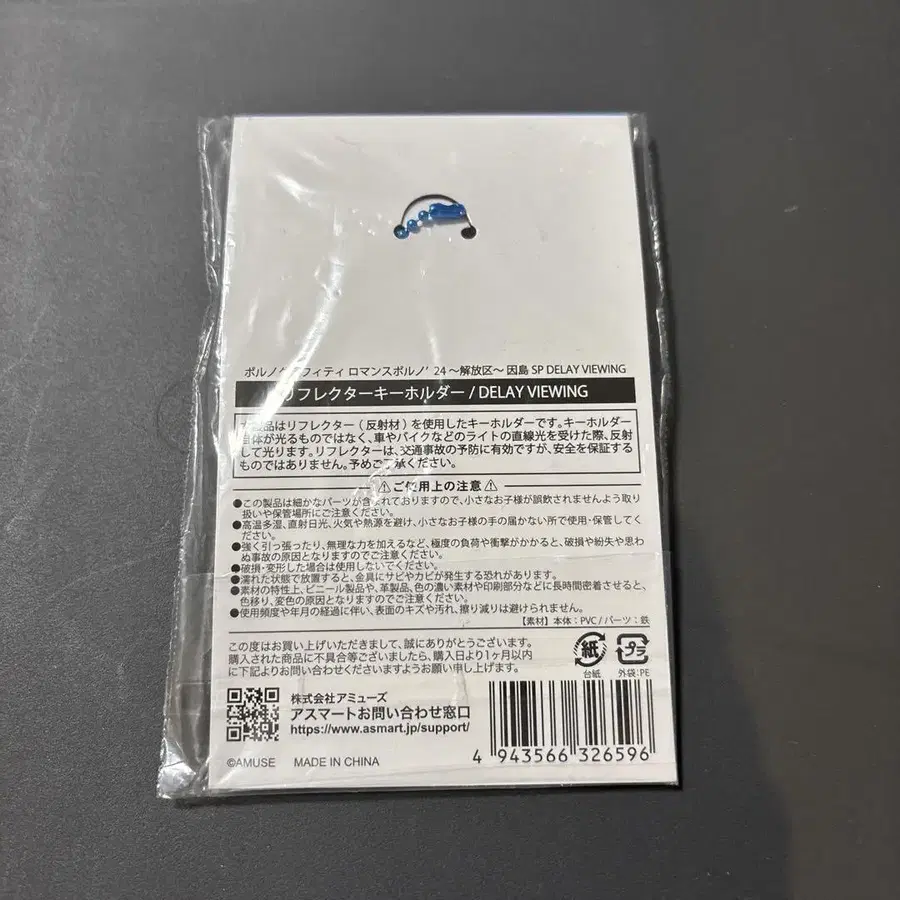 ポルノグラフィティ ロマンスポルノ'24 ～解放区～ 因島 SP DELAY VIEWING
リフレクターキーホルダー / DELAY VIEWING
本製品はリフレクター（反射材）を使用したキーホルダーです。キーホルダー
自体が光るものではなく、車やバイクなどのライトの直線光を受けた際、反射
して光ります。リフレクターは、交通事故の予防に有効ですが、安全を保証する
ものではありません。予めご了承ください。
⚠ご使用上の注意⚠
●この製品は細かなパーツが含まれておりますので、小さなお子様が誤飲されませんよう取り
扱いや保管場所にご注意ください。
●高温多湿、直射日光、火気や熱源を避け、小さなお子様の手の届かない所で使用・保管してく
ださい。
●強く引っ張ったり、無理な力を加えるなど、極度の負荷や衝撃がかかると、破損や紛失や思わ
ぬ事故の原因となりますのでご注意ください。
●破損・変形した場合は使用しないでください。
●濡れた状態で放置すると、金具にサビやカビが発生する恐れがあります。
●素材の特性上、ビニール製品や、革製品、色の濃い素材や印刷部分などに長時間密着させると、
色移り、変色の原因となりますのでご注意ください。
●使用頻度や年月の経過に伴い、表面のキズや汚れ、擦り減りは避けられません。
【素材】本体：PVC / パーツ：鉄
この度はお買い上げいただきまして、誠にありがとうございます。
購入された商品に不具合等ございましたら、購入日より1ヶ月以内
に下記よりお問い合わせくださいますようお願い申し上げます。
紙
台紙
プラ
外袋：PE
株式会社アミューズ
アスマートお問い合わせ窓口
https://www.asmart.jp/support/
©AMUSE MADE IN CHINA
4 943566 326596